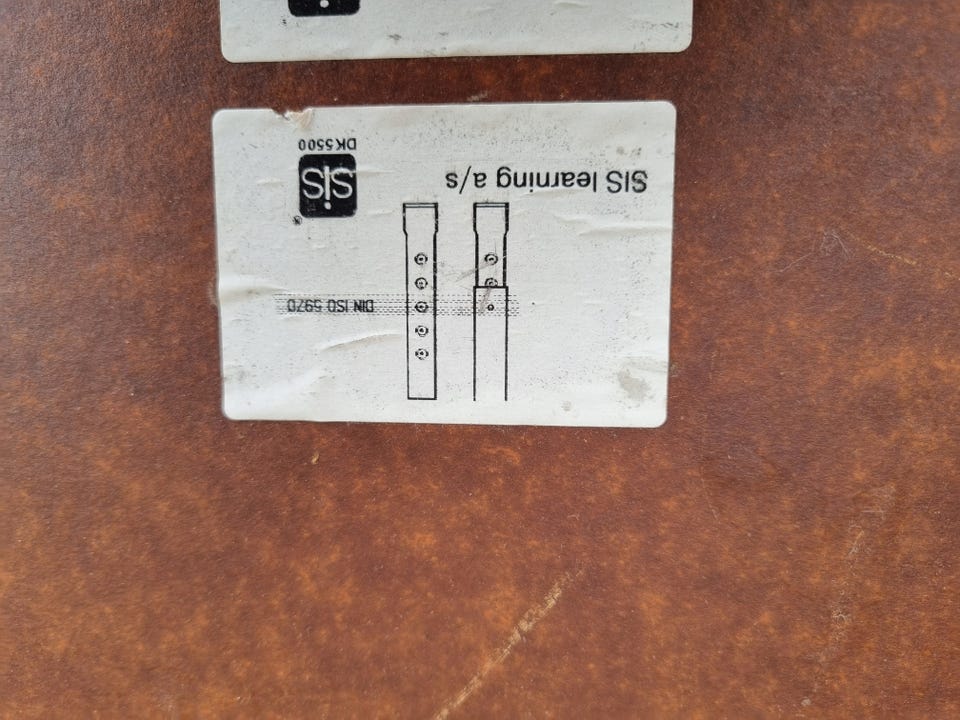 DIN ISO 5970
SIS learning a/s
SiS
®
DK5500